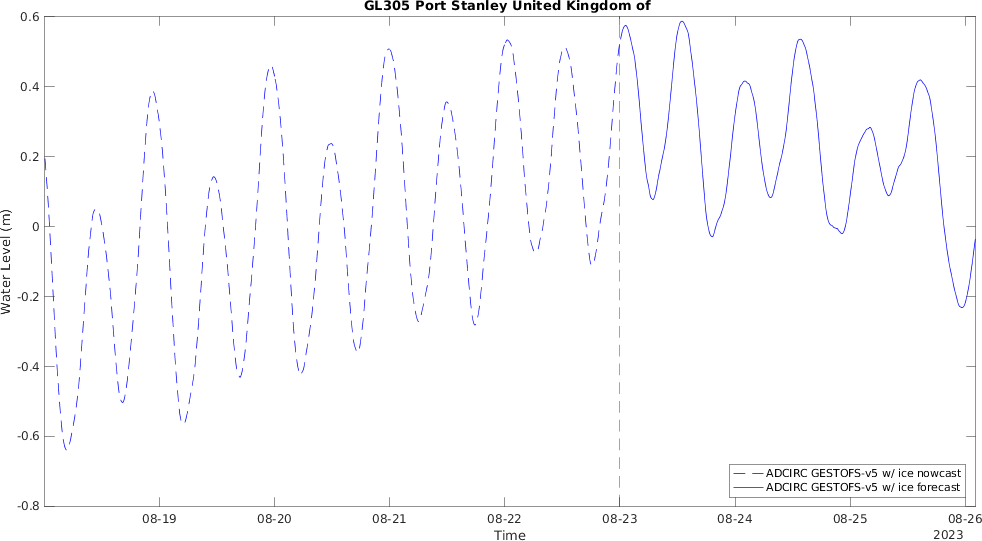 GL305 Port Stanley United Kingdom of
Water Level (m)
0.6
0.4
0.2
0
-0.2
-0.4
-0.6
-0.8
ADCIRC GESTOFS-v5 w/ ice nowcast
ADCIRC GESTOFS-v5 w/ ice forecast
08-19 08-20 08-21 08-22 08-23 08-24 08-25 08-26
Time 2023